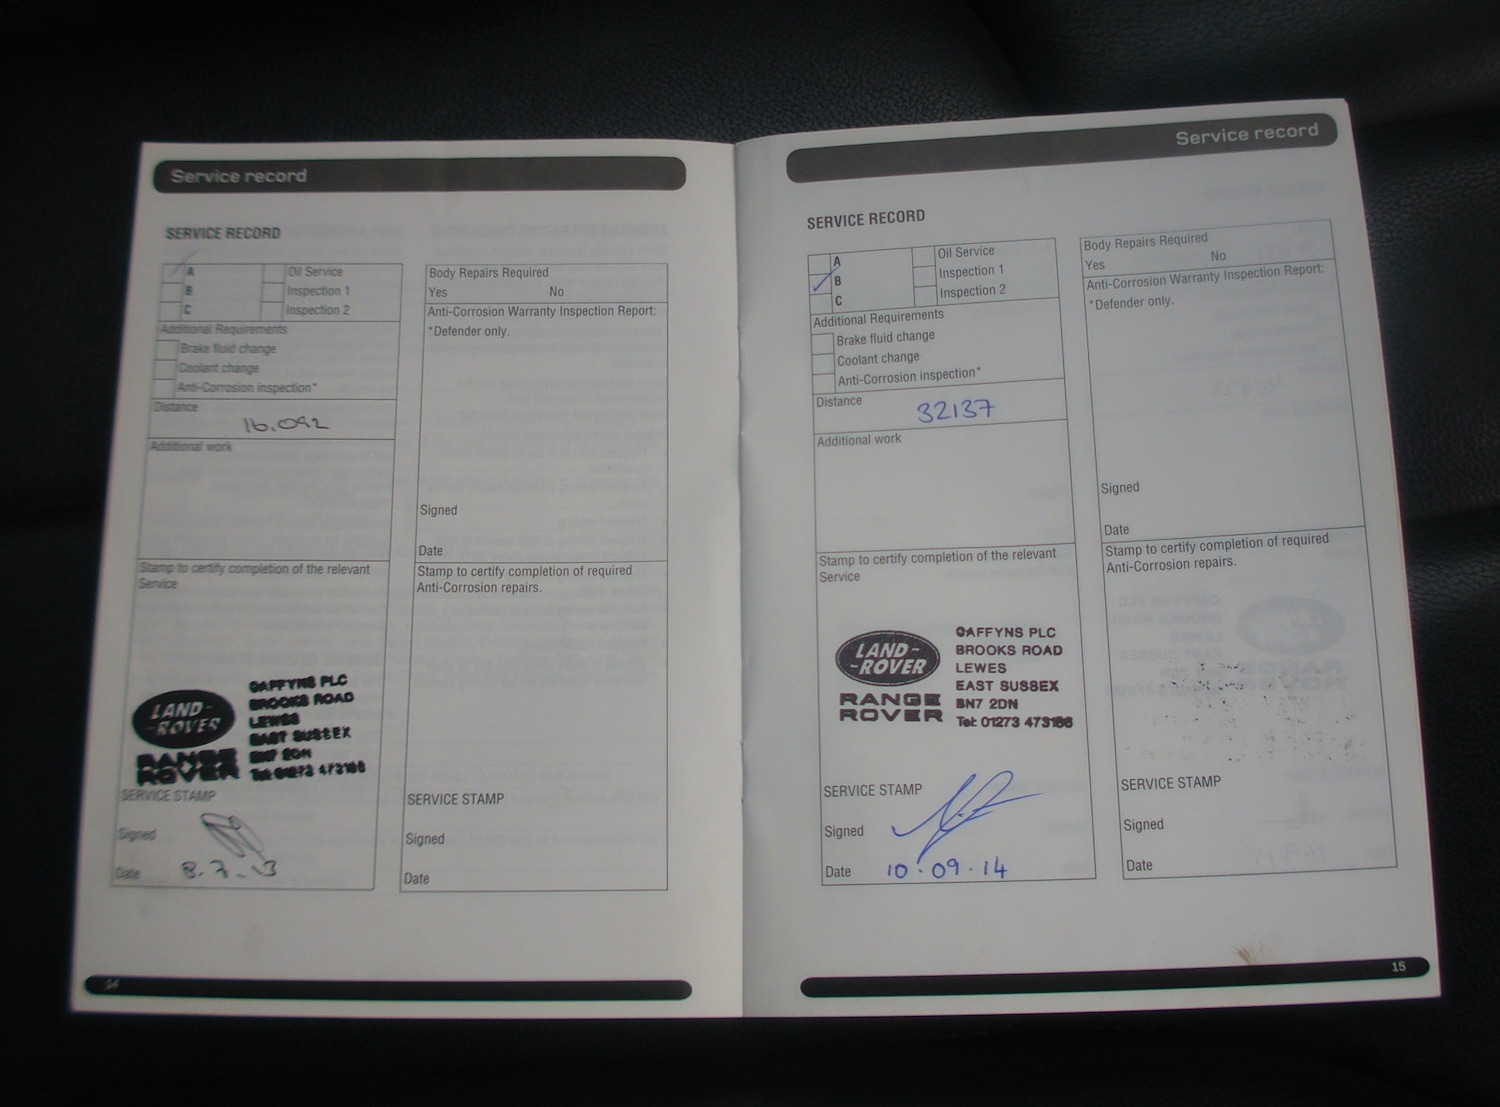 Service record
SERVICE RECORD
A Oil Service
B Inspection 1
C Inspection 2
Additional Requirements
Brake fluid change
Coolant change
Anti-Corrosion inspection*
Distance
16.092
Additional work
Stamp to certify completion of the relevant
Service
LAND-
-ROVER
RANGE
ROVER
CAFFYNS PLC
BROOKS ROAD
LEWES
EAST SUSSEX
BN7 2DN
Tel: 01273 473186
SERVICE STAMP
Signed
Date 8.7.13
Body Repairs Required
Yes No
Anti-Corrosion Warranty Inspection Report:
*Defender only.
Signed
Date
Stamp to certify completion of required
Anti-Corrosion repairs.
SERVICE STAMP
Signed
Date
14
Service record
SERVICE RECORD
A Oil Service
B Inspection 1
C Inspection 2
Additional Requirements
Brake fluid change
Coolant change
Anti-Corrosion inspection*
Distance
32137
Additional work
Stamp to certify completion of the relevant
Service
LAND-
-ROVER
RANGE
ROVER
CAFFYNS PLC
BROOKS ROAD
LEWES
EAST SUSSEX
BN7 2DN
Tel: 01273 473186
SERVICE STAMP
Signed
Date 10.09.14
Body Repairs Required
Yes No
Anti-Corrosion Warranty Inspection Report:
*Defender only.
Signed
Date
Stamp to certify completion of required
Anti-Corrosion repairs.
SERVICE STAMP
Signed
Date
15